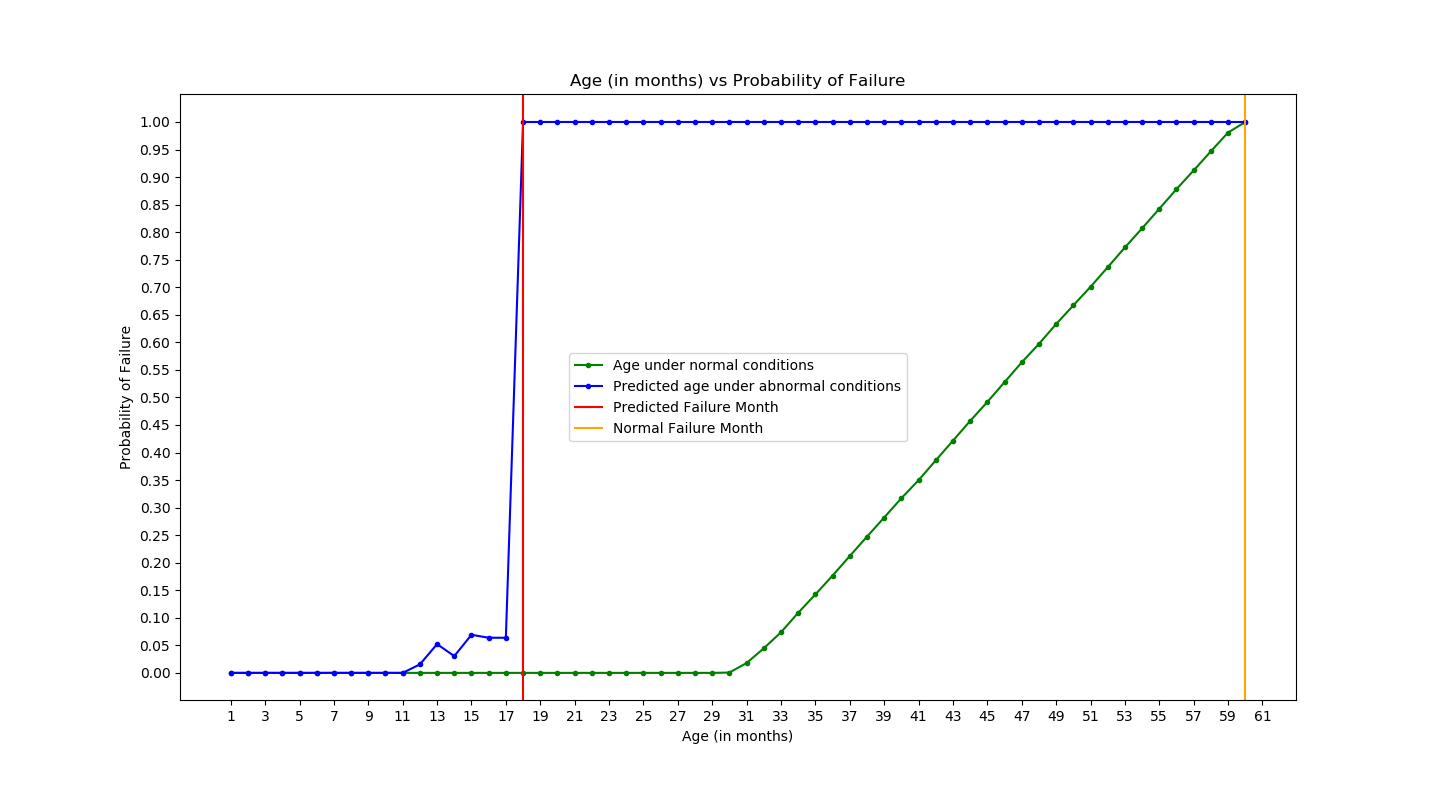 Age (in months) vs Probability of Failure
1.00
0.95
0.90
0.85
0.80
0.75
0.70
0.65
0.60
0.55
0.50
0.45
0.40
0.35
0.30
0.25
0.20
0.15
0.10
0.05
0.00
Probability of Failure
Age under normal conditions
Predicted age under abnormal conditions
Predicted Failure Month
Normal Failure Month
1 3 5 7 9 11 13 15 17 19 21 23 25 27 29 31 33 35 37 39 41 43 45 47 49 51 53 55 57 59 61
Age (in months)